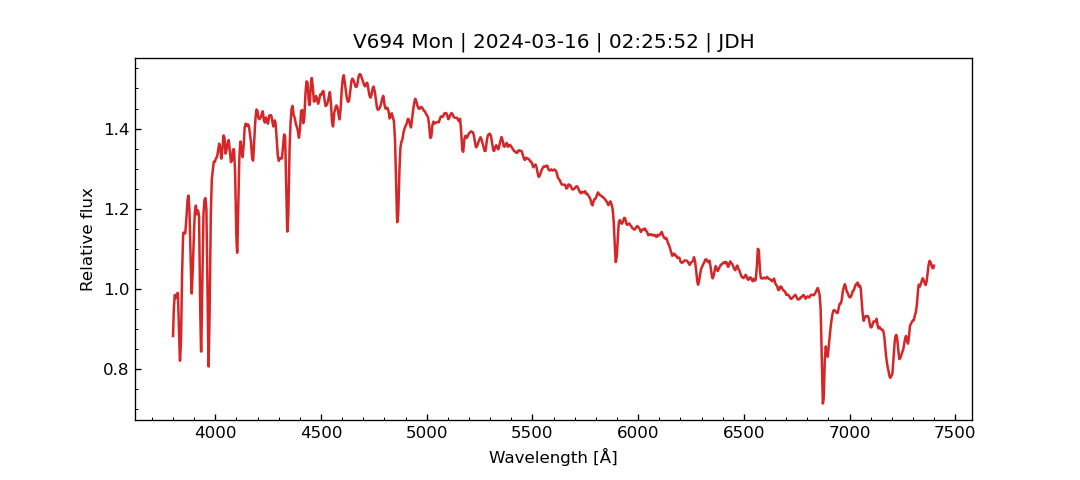 V694 Mon | 2024-03-16 | 02:25:52 | JDH
1.4
1.2
1.0
0.8
Relative flux
4000 4500 5000 5500 6000 6500 7000 7500
Wavelength [Å]